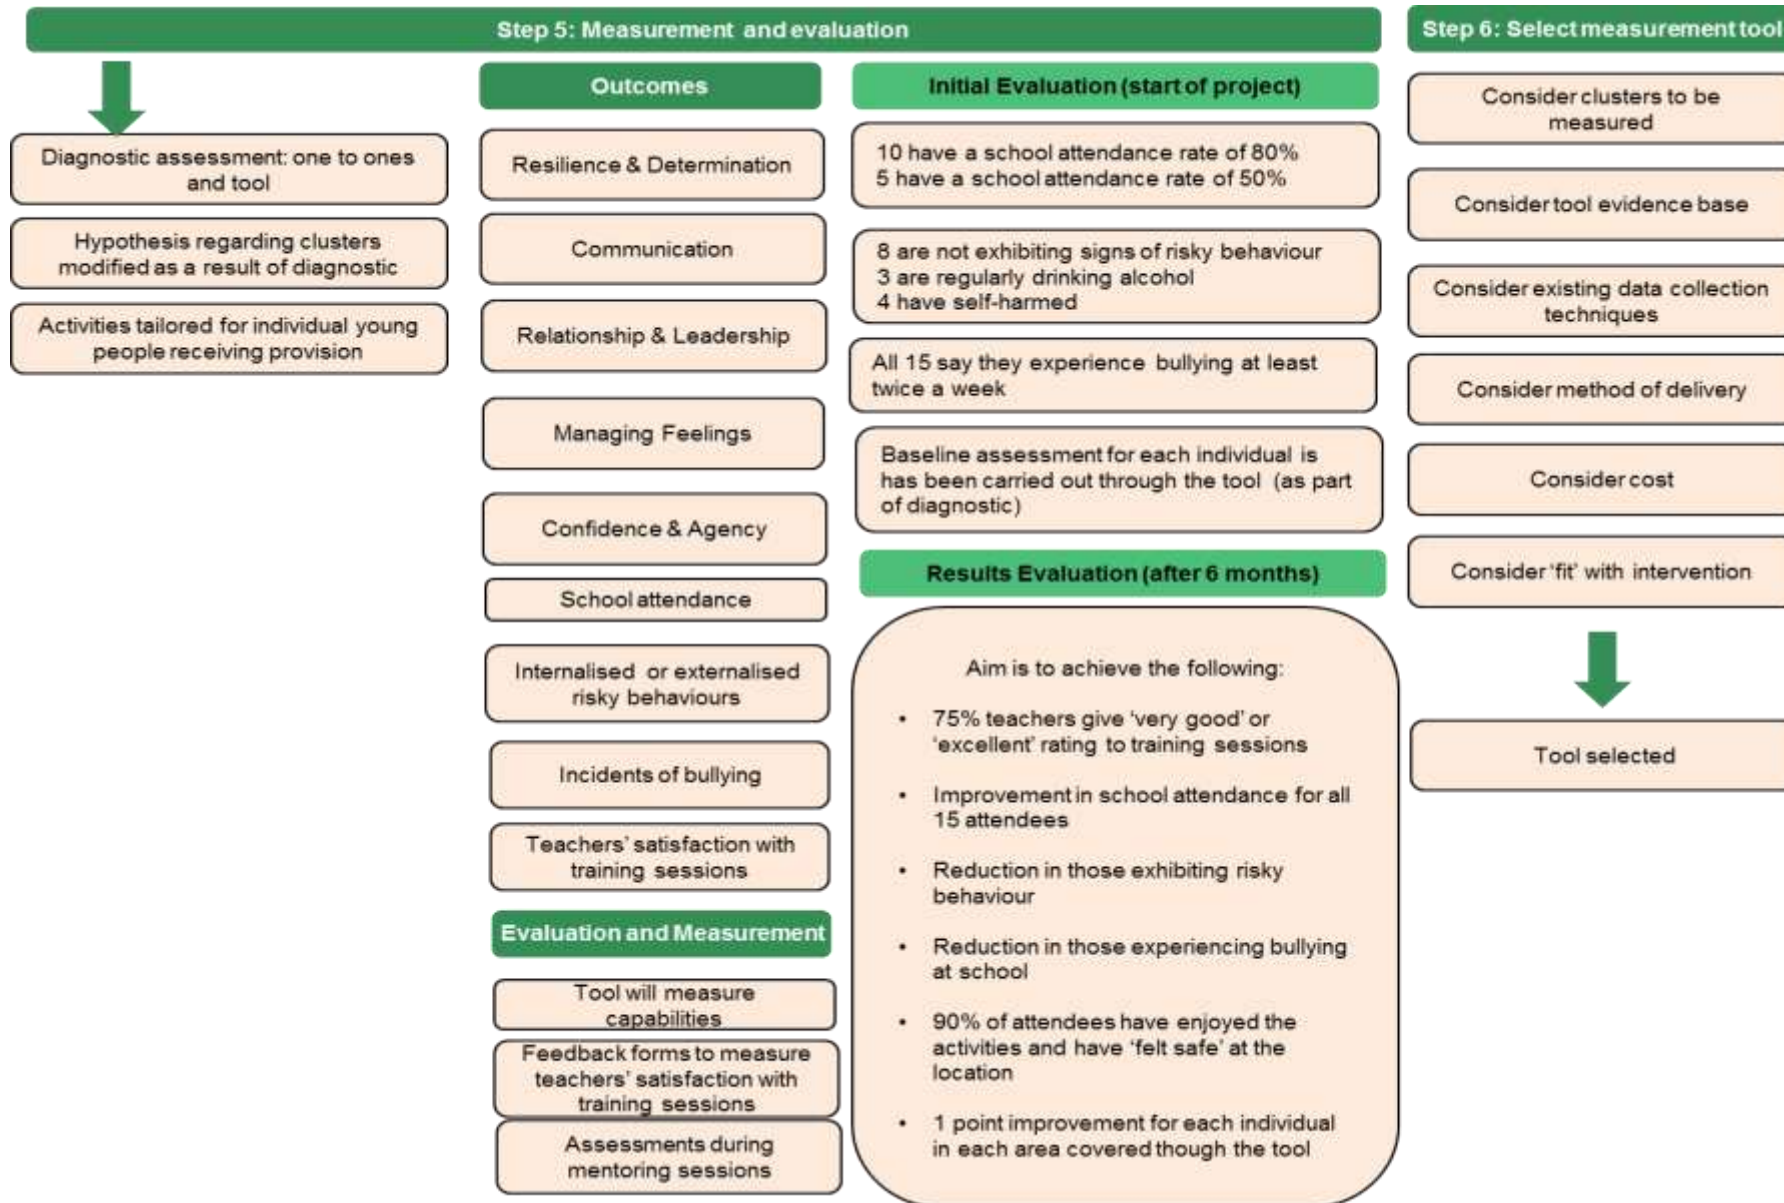 Step 5: Measurement and evaluation
Diagnostic assessment: one to ones
and tool
Hypothesis regarding clusters
modified as a result of diagnostic
Activities tailored for individual young
people receiving provision
Outcomes
Resilience & Determination
Communication
Relationship & Leadership
Managing Feelings
Confidence & Agency
School attendance
Internalised or externalised
risky behaviours
Incidents of bullying
Teachers' satisfaction with
training sessions
Evaluation and Measurement
Tool will measure
capabilities
Feedback forms to measure
teachers' satisfaction with
training sessions
Assessments during
mentoring sessions
Initial Evaluation (start of project)
10 have a school attendance rate of 80%
5 have a school attendance rate of 50%
8 are not exhibiting signs of risky behaviour
3 are regularly drinking alcohol
4 have self-harmed
All 15 say they experience bullying at least
twice a week
Baseline assessment for each individual is
has been carried out through the tool (as part
of diagnostic)
Results Evaluation (after 6 months)
Aim is to achieve the following:
• 75% teachers give 'very good' or
'excellent' rating to training sessions
• Improvement in school attendance for all
15 attendees
• Reduction in those exhibiting risky
behaviour
• Reduction in those experiencing bullying
at school
• 90% of attendees have enjoyed the
activities and have 'felt safe' at the
location
• 1 point improvement for each individual
in each area covered though the tool
Step 6: Select measurement tool
Consider clusters to be
measured
Consider tool evidence base
Consider existing data collection
techniques
Consider method of delivery
Consider cost
Consider 'fit' with intervention
Tool selected